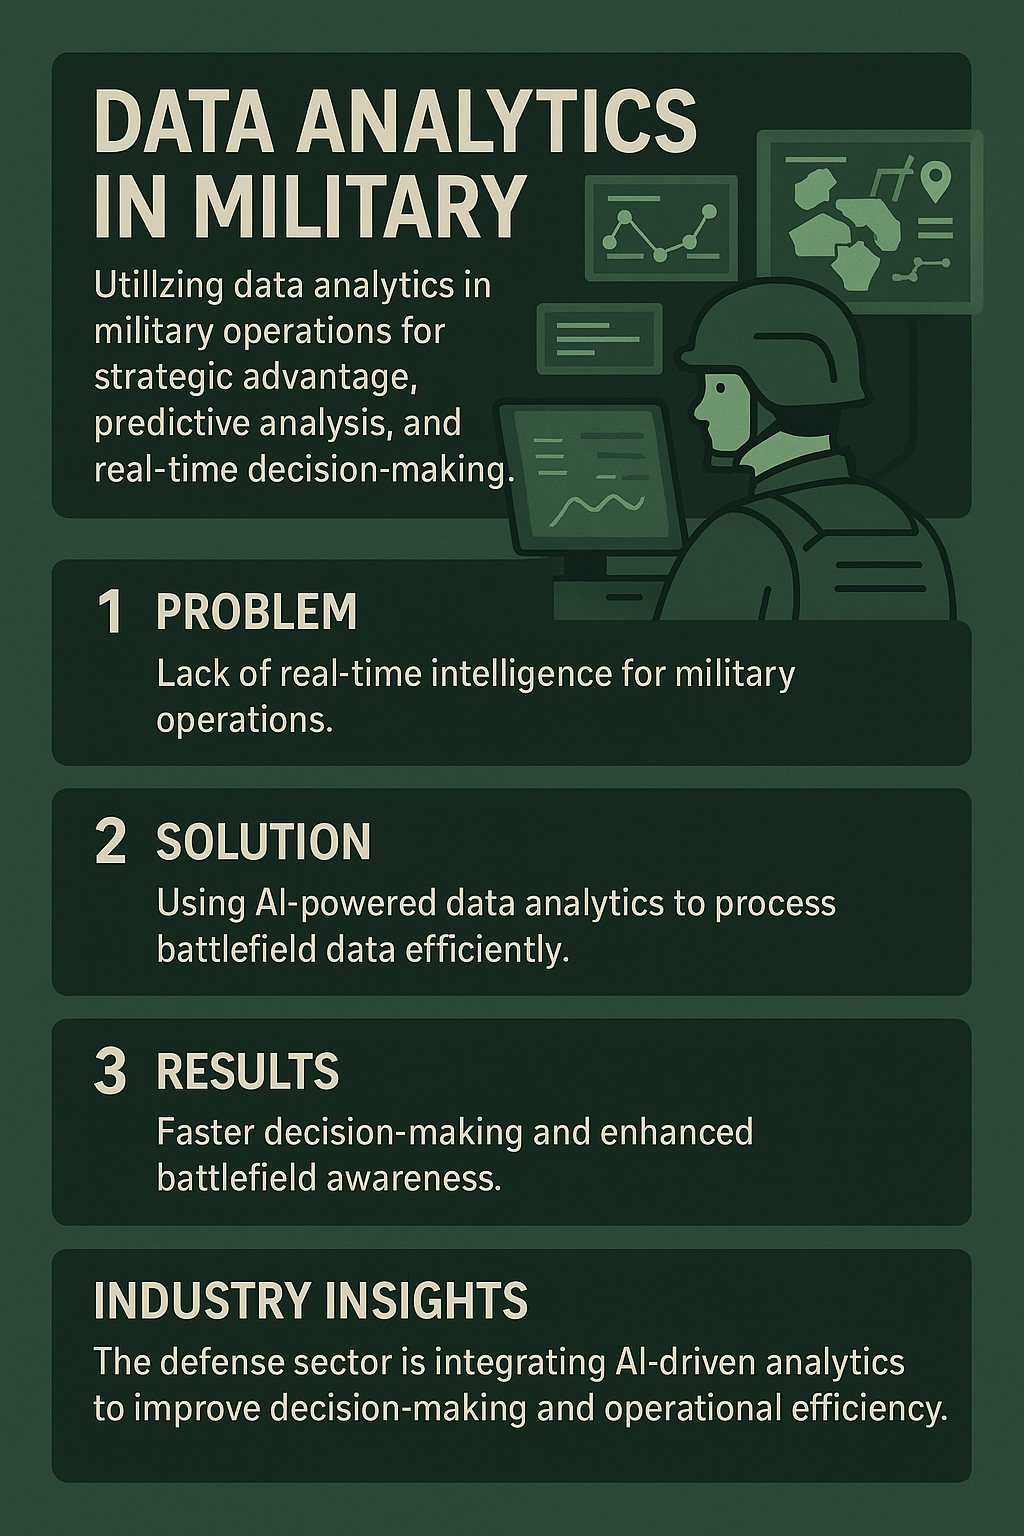 DATA ANALYTICS
IN MILITARY
Utillzing data analytics in
military operations for
strategic advantage,
predictive analysis, and
real-time decision-making.
1 PROBLEM
Lack of real-time intelligence for military
operations.
2 SOLUTION
Using AI-powered data analytics to process
battlefield data efficiently.
3 RESULTS
Faster decision-making and enhanced
battlefield awareness.
INDUSTRY INSIGHTS
The defense sector is integrating AI-driven analytics
to improve decision-making and operational efficiency.